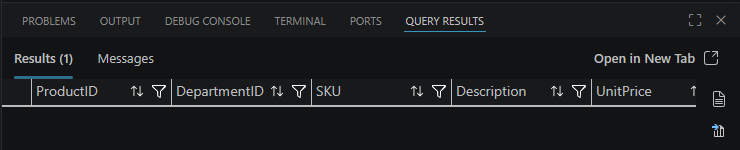 PROBLEMS OUTPUT DEBUG CONSOLE TERMINAL PORTS QUERY RESULTS
Results (1) Messages Open in New Tab
ProductID DepartmentID SKU Description UnitPrice